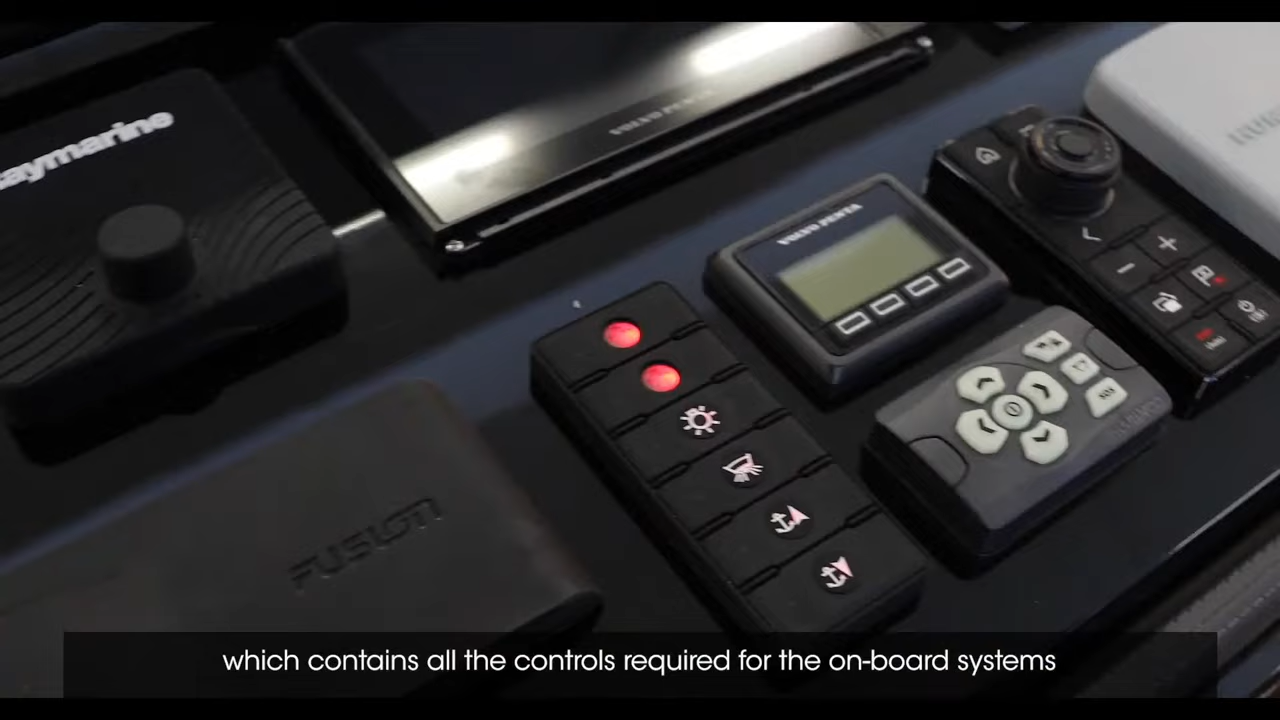 aymarine
VOLVO PENTA
VOLVO PENTA
FUSION
which contains all the controls required for the on-board systems